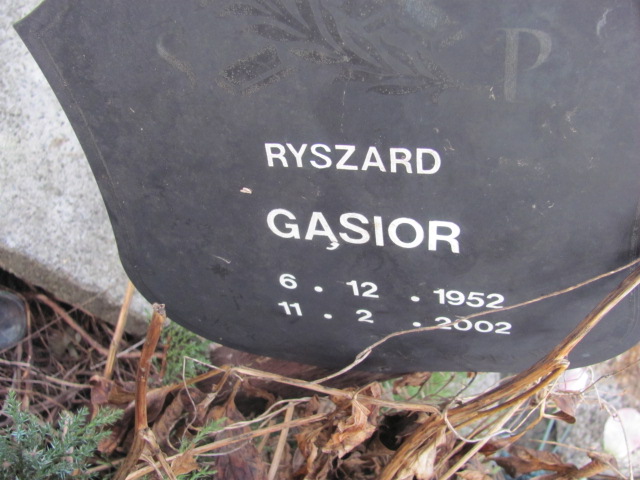 S P
RYSZARD
GĄSIOR
6 . 12 . 1952
11 . 2 . 2002